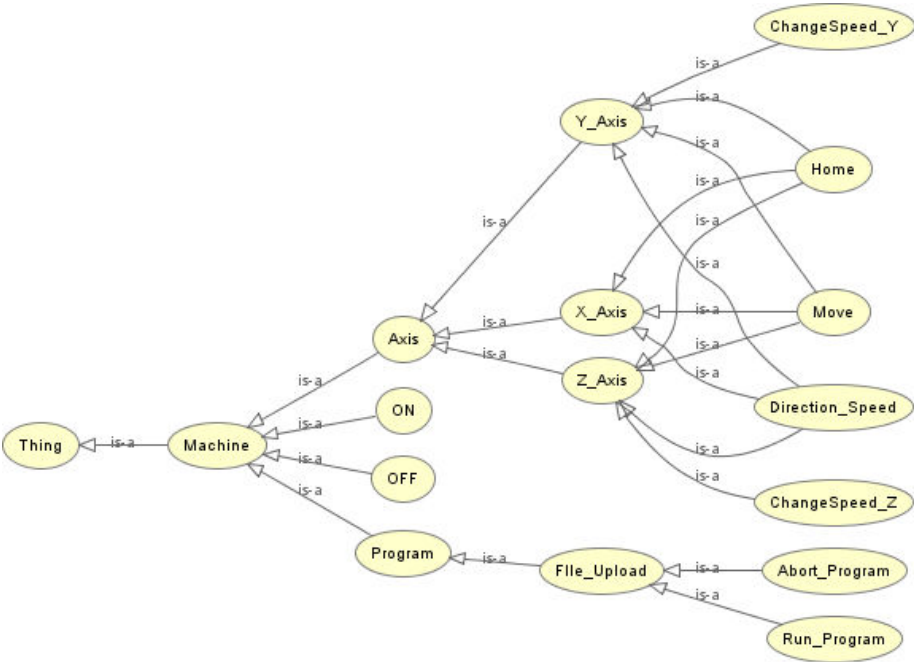 ChangeSpeed_Y
is-a
Y_Axis
is-a
is-a
Home
is-a
is-a
is-a
is-a
X_Axis
is-a
Move
Axis
is-a
is-a
is-a
Z_Axis
is-a
is-a
ON
Direction_Speed
is-a
Thing
is-a
Machine
is-a
is-a
OFF
is-a
is-a
ChangeSpeed_Z
Program
is-a
FIle_Upload
is-a
Abort_Program
is-a
Run_Program